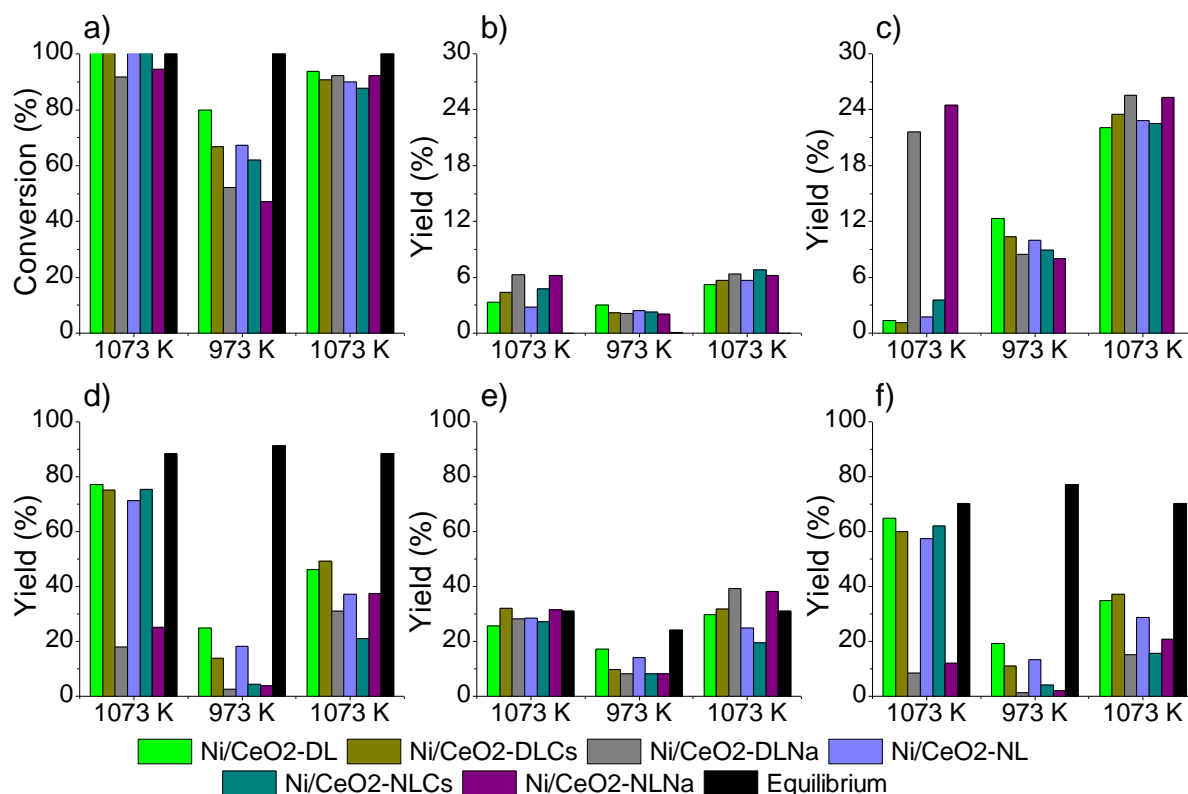 a)
b)
c)
Conversion (%)
100
80
60
40
20
0
1073 K 973 K 1073 K
Yield (%)
30
24
18
12
6
0
1073 K 973 K 1073 K
Yield (%)
30
24
18
12
6
0
1073 K 973 K 1073 K
d)
e)
f)
Yield (%)
100
80
60
40
20
0
1073 K 973 K 1073 K
Yield (%)
100
80
60
40
20
0
1073 K 973 K 1073 K
Yield (%)
100
80
60
40
20
0
1073 K 973 K 1073 K
Ni/CeO2-DL Ni/CeO2-DLCs Ni/CeO2-DLNa Ni/CeO2-NL
Ni/CeO2-NLCs Ni/CeO2-NLNa Equilibrium